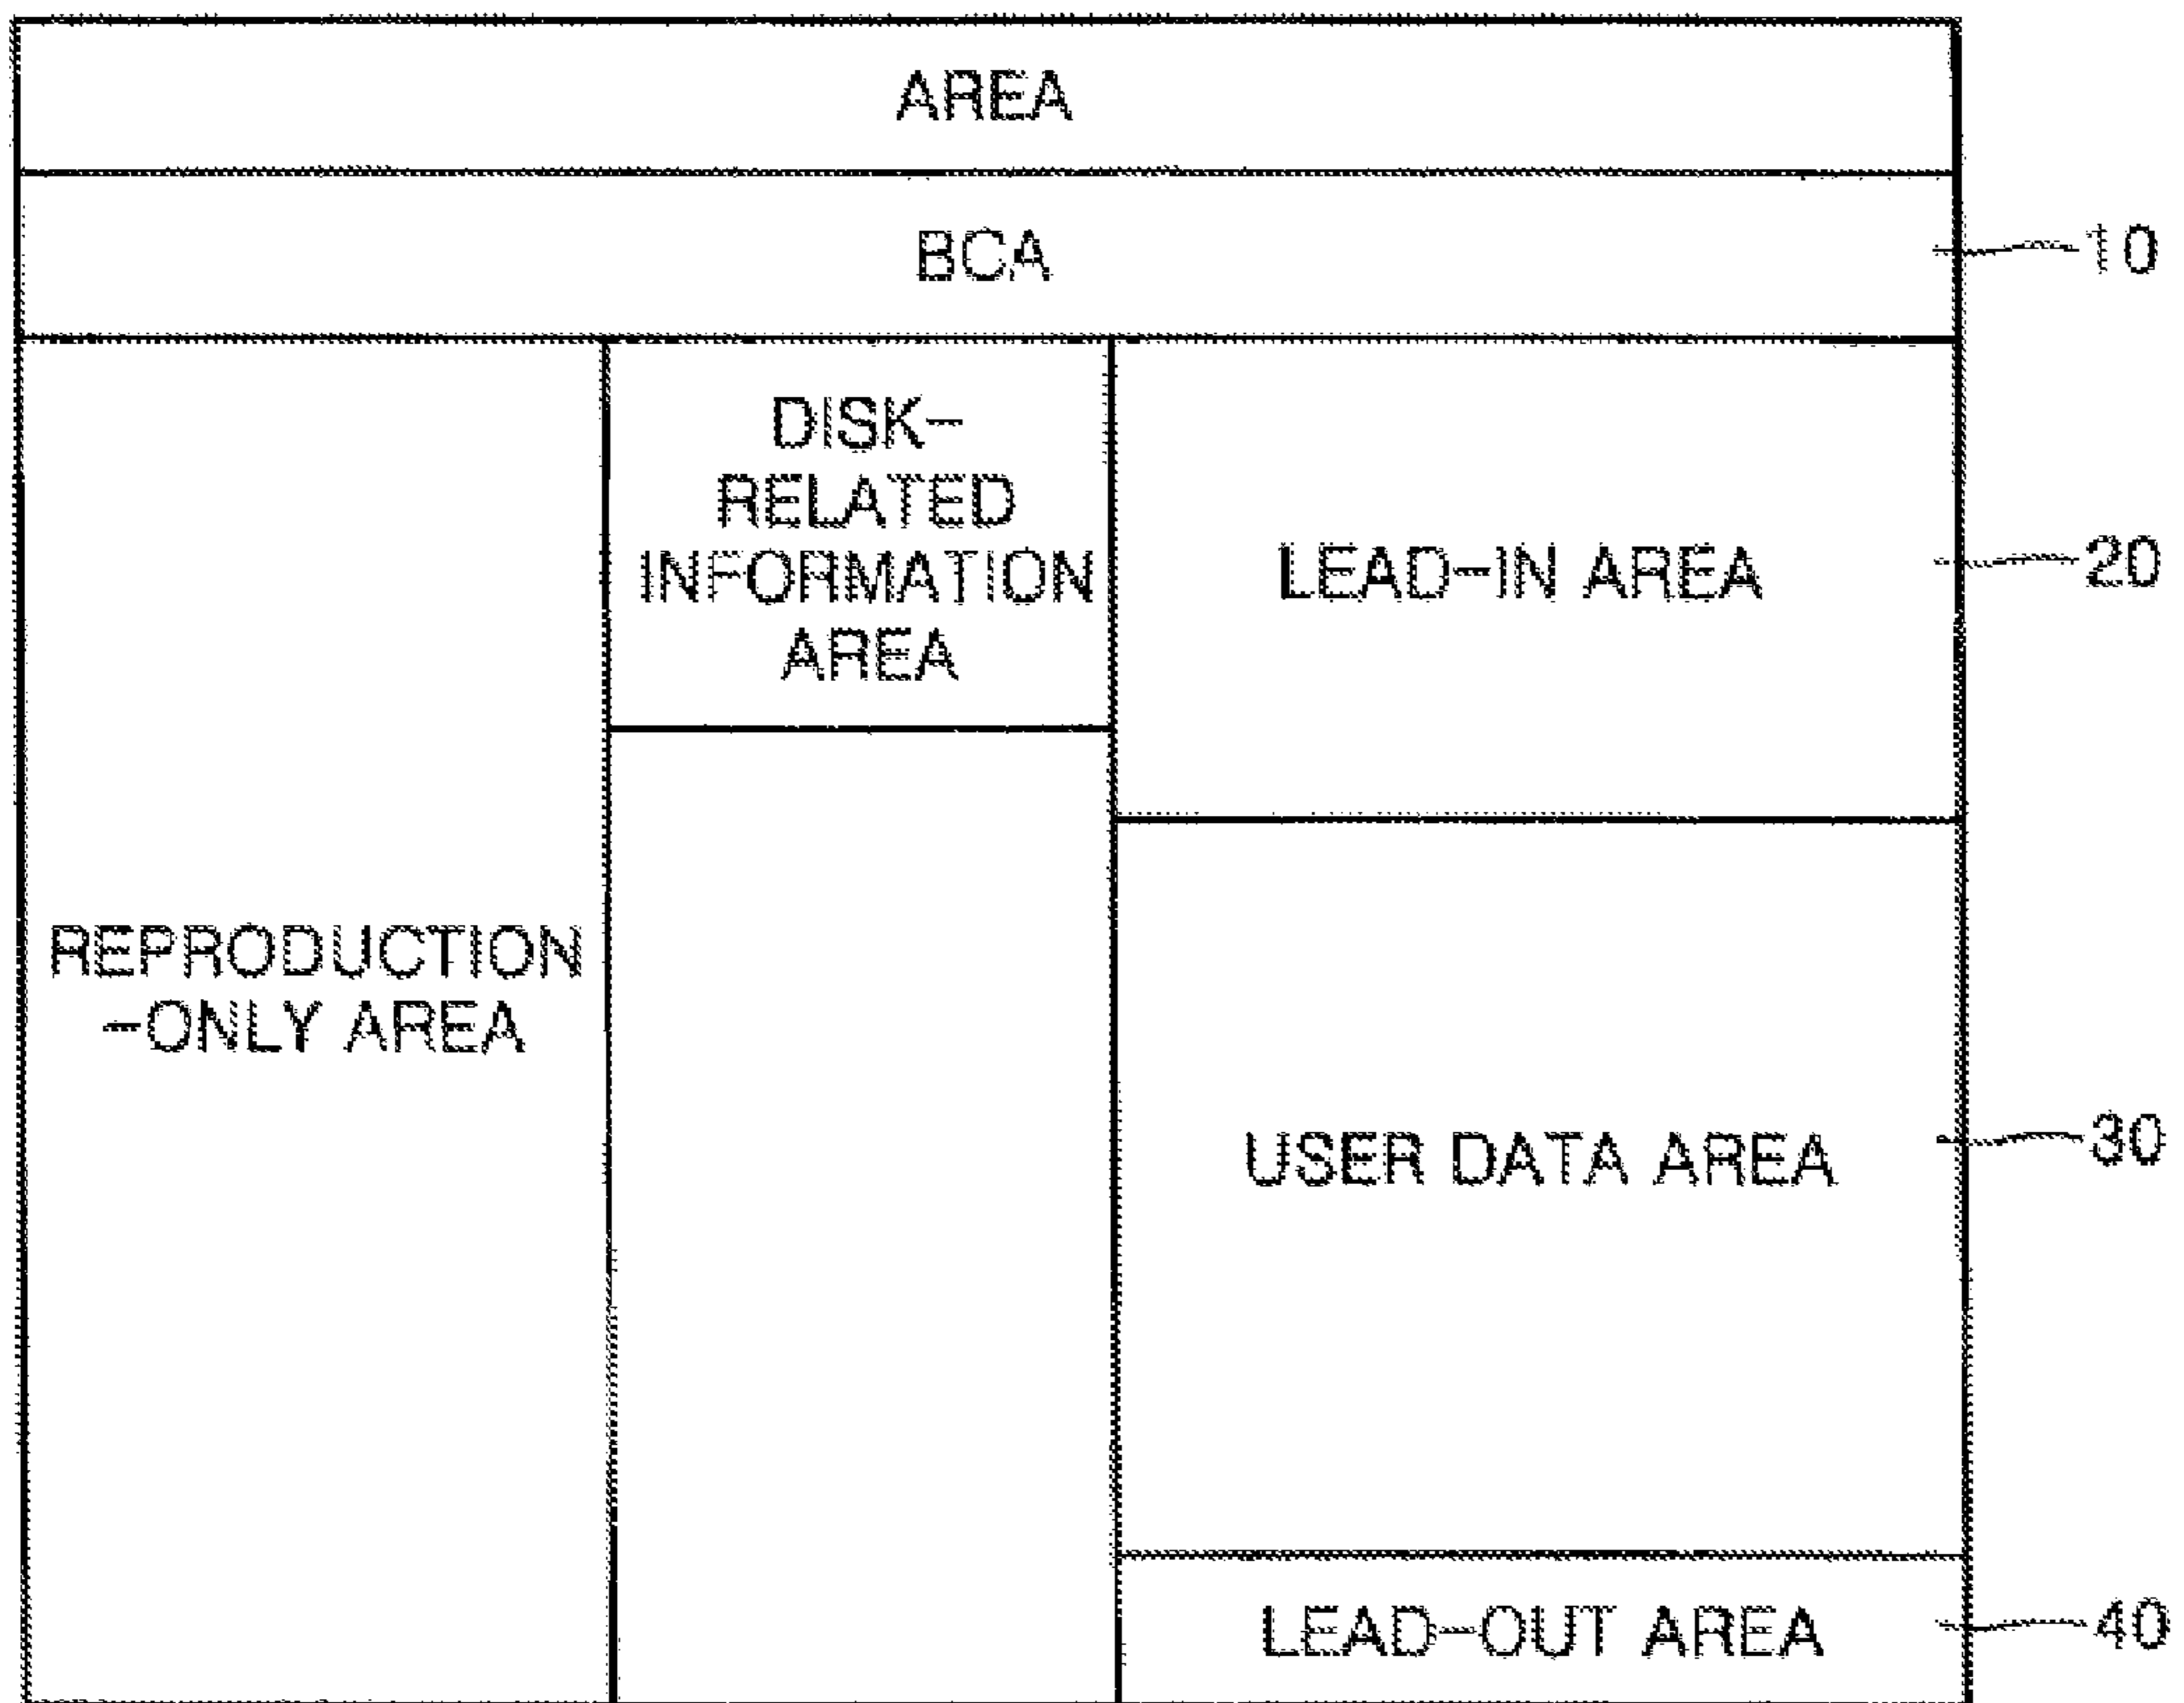 AREA
BCA
10
DISK-
RELATED
INFORMATION
AREA
LEAD-IN AREA
20
REPRODUCTION
-ONLY AREA
USER DATA AREA
30
LEAD-OUT AREA
40